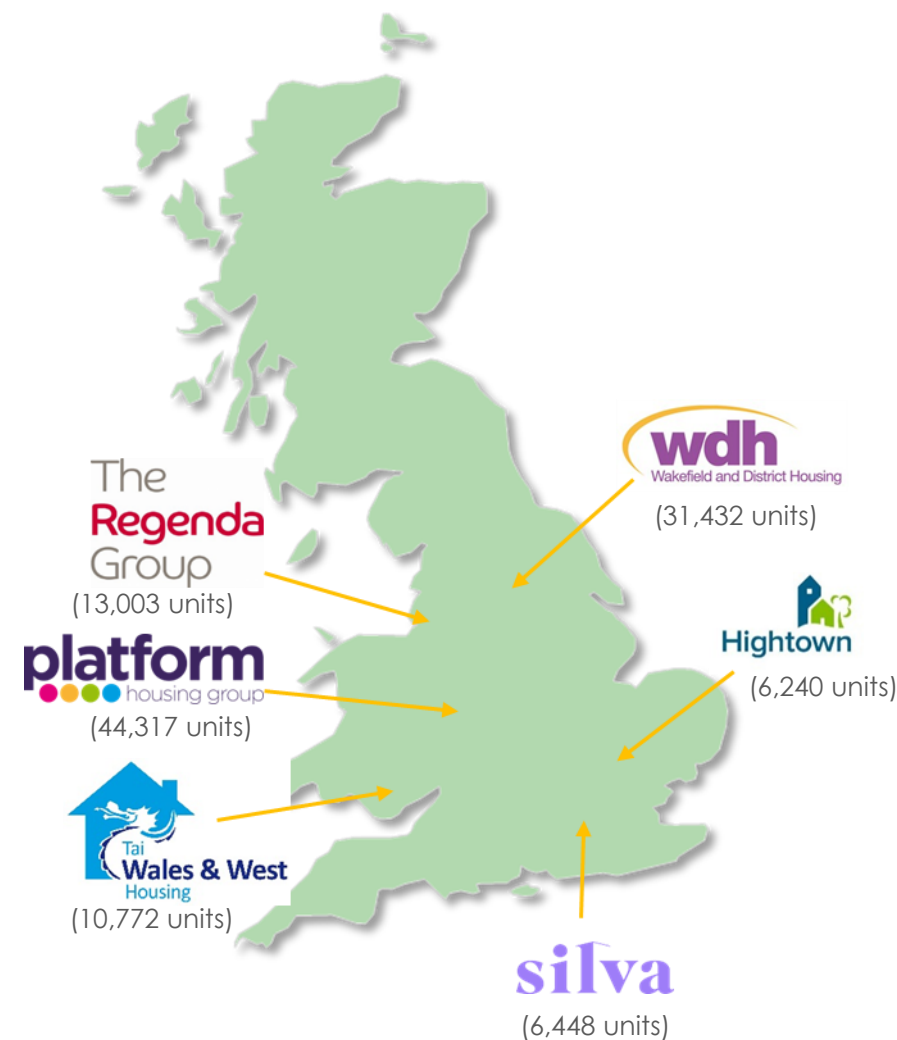 The
Regenda
Group
(13,003 units)
platform
housing group
(44,317 units)
Tai
Wales & West
Housing
(10,772 units)
wdh
Wakefield and District Housing
(31,432 units)
Hightown
(6,240 units)
silva
(6,448 units)